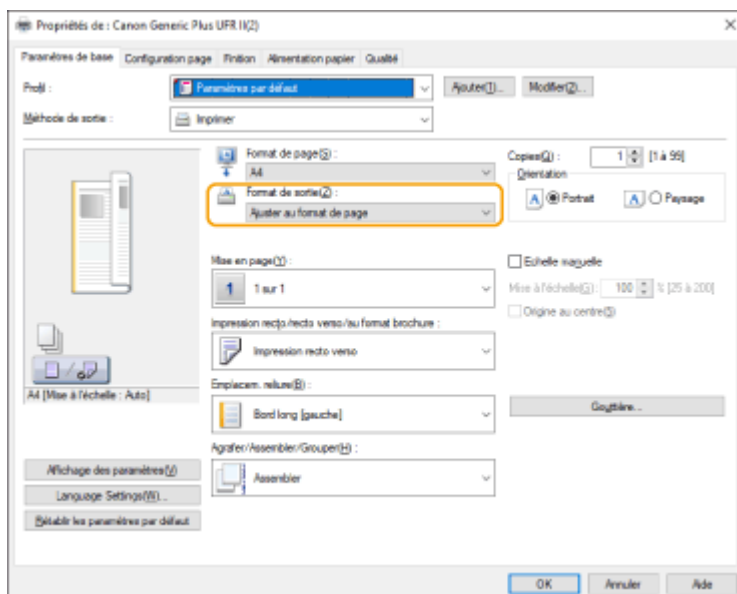 Propriétés de : Canon Generic Plus UFR II(2)
Paramètres de base Configuration page Finition Alimentation papier Qualité
Profil : Paramètres par défaut Ajouter(1)... Modifier(2)...
Méthode de sortie : Imprimer
Format de page(S) :
A4
Copies(Q) : 1 [1 à 99]
Orientation
A Portrait A Paysage
Format de sortie(Z) :
Ajuster au format de page
Mise en page(Y) :
1 1 sur 1
Echelle manuelle
Mise à l'échelle(G) : 100 % [25 à 200]
Origine au centre(5)
Impression recto/recto verso/au format brochure :
Impression recto verso
Emplacem. reliure(B) :
Bord long [gauche]
Gouttière...
Agrafer/Assembler/Grouper(H) :
Assembler
A4 [Mise à l'échelle : Auto]
Affichage des paramètres(V)
Language Settings(W)...
Rétablir les paramètres par défaut
OK Annuler Aide